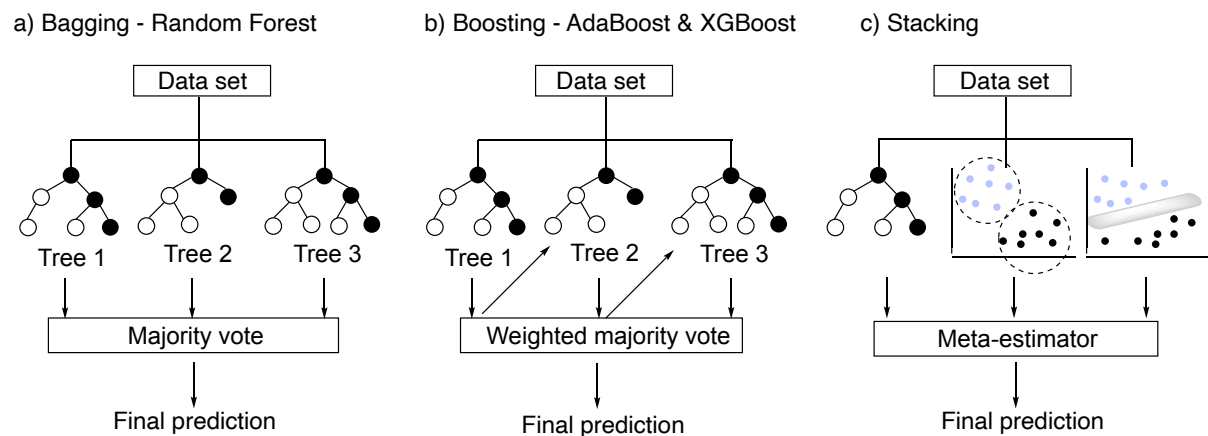 a) Bagging - Random Forest
Data set
Tree 1
Tree 2
Tree 3
Majority vote
Final prediction
b) Boosting - AdaBoost & XGBoost
Data set
Tree 1
Tree 2
Tree 3
Weighted majority vote
Final prediction
c) Stacking
Data set
Meta-estimator
Final prediction